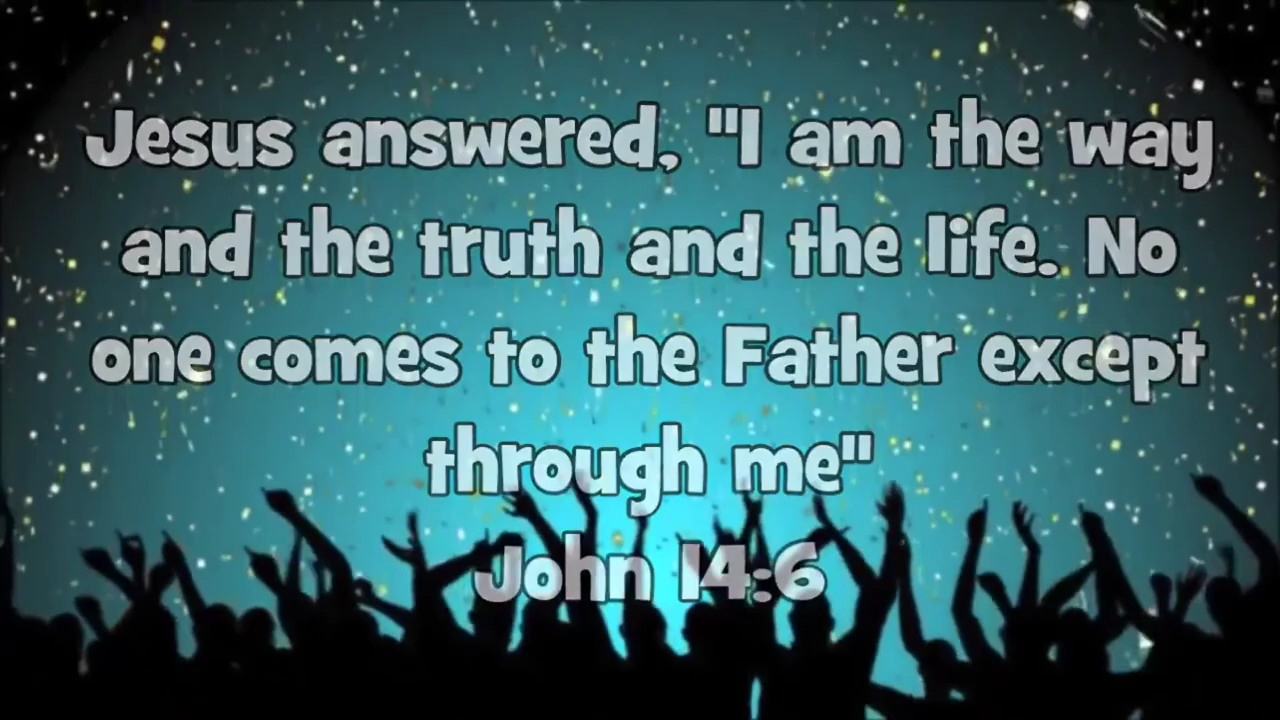 Jesus answered, "I am the way
and the truth and the life. No
one comes to the Father except
through me"
John 14:6